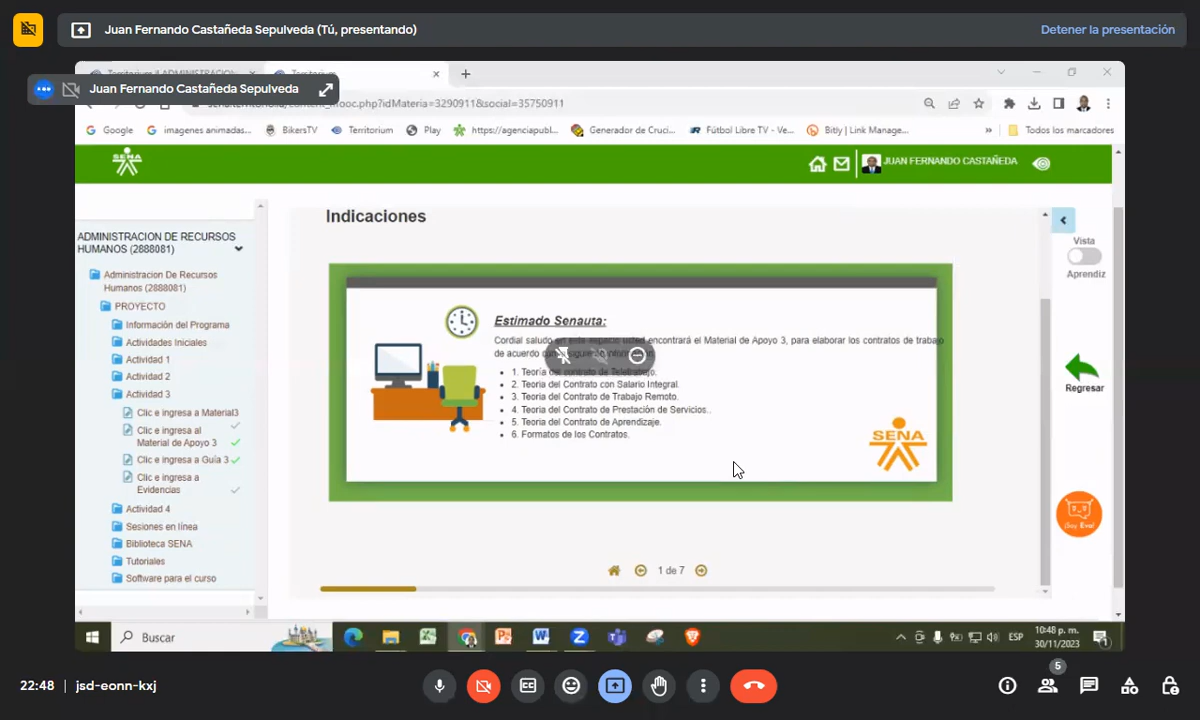 Juan Fernando Castañeda Sepulveda (Tú, presentando)
Detener la presentación
Juan Fernando Castañeda Sepulveda
Google
imagenes animadas...
BikersTV
Territorium
Play
https://agenciapubl...
Generador de Cruci...
Fútbol Libre TV - Ve...
Bitly | Link Manage...
Todos los marcadores
SENA
JUAN FERNANDO CASTAÑEDA
ADMINISTRACION DE RECURSOS
HUMANOS (2888081)
Administracion De Recursos
Humanos (2888081)
PROYECTO
Información del Programa
Actividades Iniciales
Actividad 1
Actividad 2
Actividad 3
Clic e ingresa a Material3
Clic e ingresa al
Material de Apoyo 3
Clic e ingresa a Guía 3
Clic e ingresa a
Evidencias
Actividad 4
Sesiones en línea
Biblioteca SENA
Tutoriales
Software para el curso
Indicaciones
Estimado Senauta:
Cordial saludo en este espacio usted encontrará el Material de Apoyo 3, para elaborar los contratos de trabajo
de acuerdo
1. Teoría del contrato de Teletrabajo.
2. Teoria del Contrato con Salario Integral.
3. Teoria del Contrato de Trabajo Remoto.
4. Teoria del Contrato de Prestación de Servicios..
5. Teoria del Contrato de Aprendizaje.
6. Formatos de los Contratos.
SENA
1 de 7
Vista
Aprendiz
Regresar
Buscar
ESP
10:48 p. m.
30/11/2023
1
22:48 | jsd-eonn-kxj
5